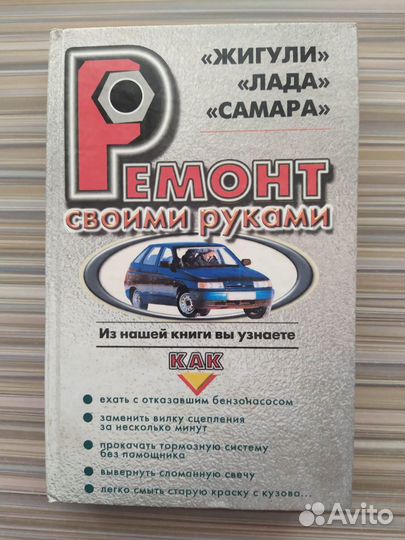 «ЖИГУЛИ»
«ЛАДА»
«САМАРА»
РЕМОНТ
своими руками
Из нашей книги вы узнаете
КАК
ехать с отказавшим бензонасосом
заменить вилку сцепления
за несколько минут
прокачать тормозную систему
без помощника
вывернуть сломанную свечу
легко смыть старую краску с кузова...
Avito